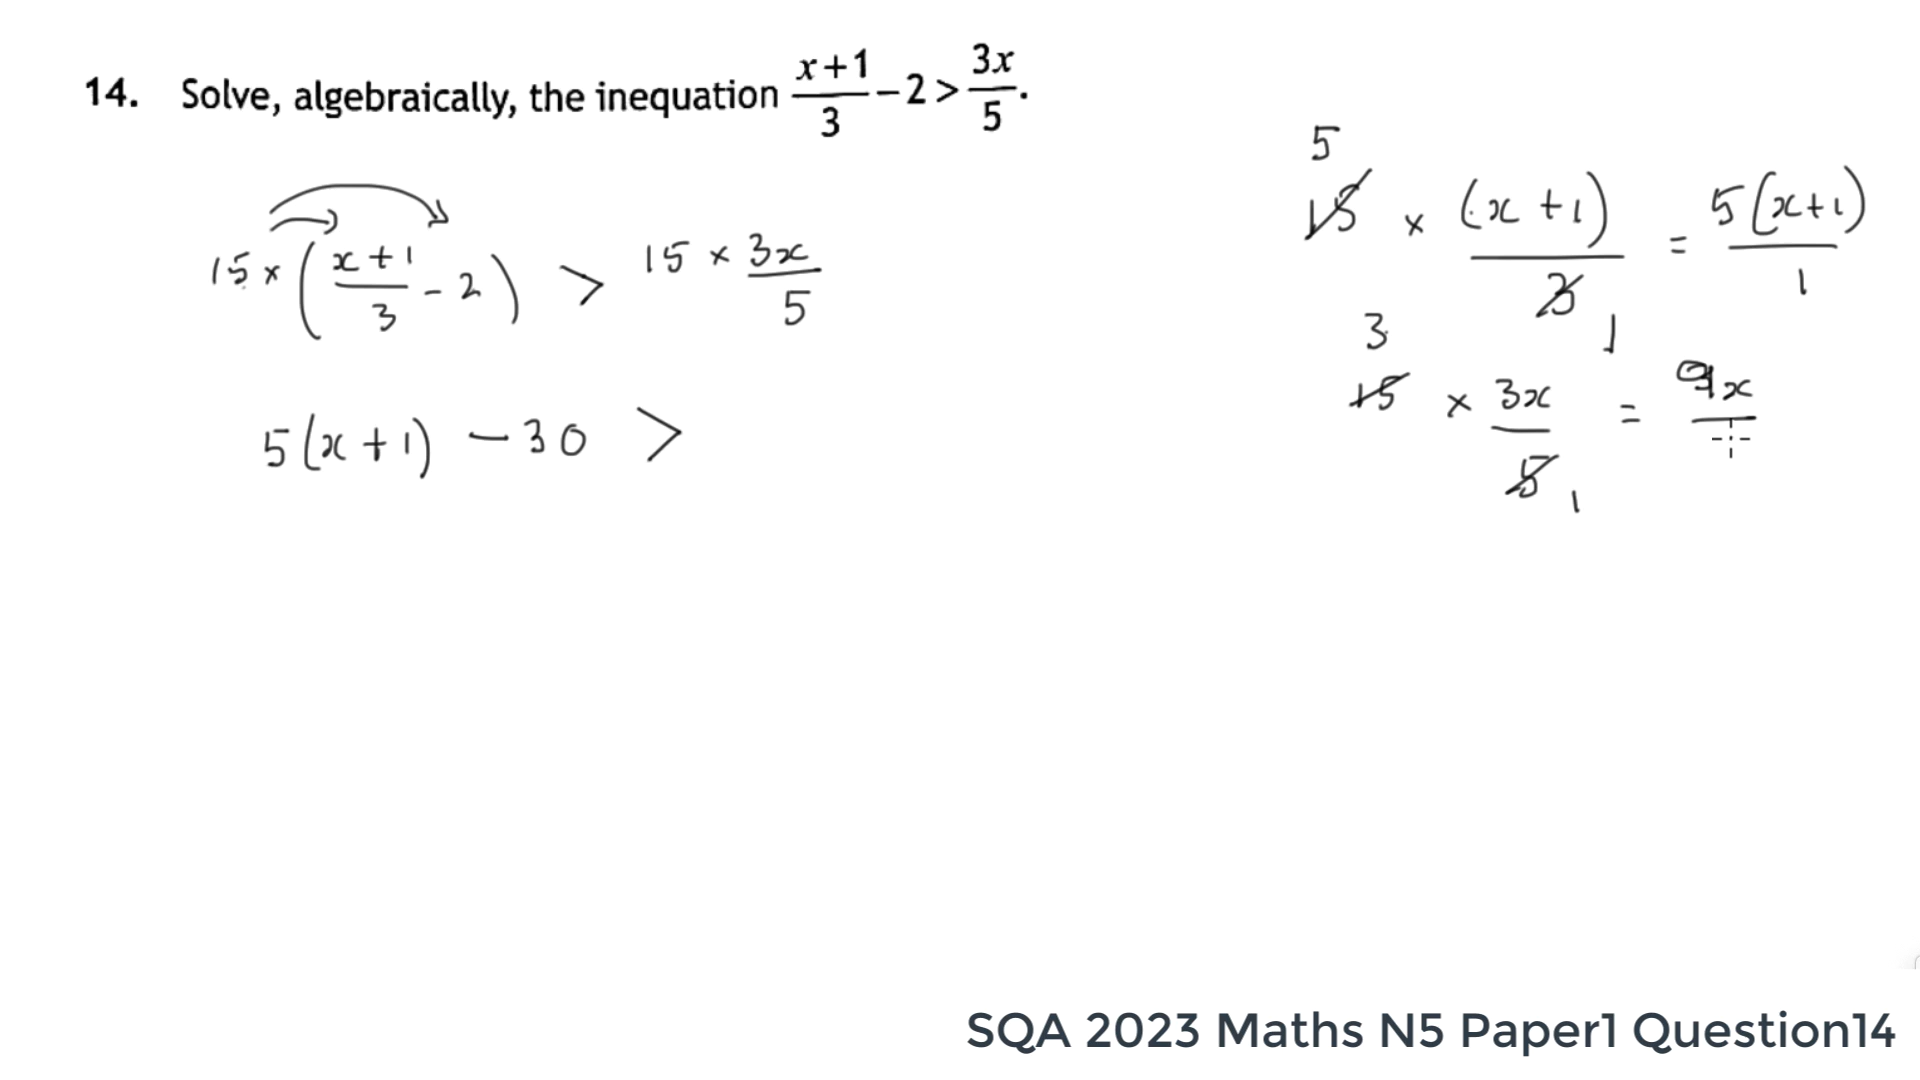 14. Solve, algebraically, the inequation (x+1)/3 − 2 > 3x/5.
15 × ((x+1)/3 − 2) > 15 × 3x/5
5(x+1) − 30 >
5
15 × (x+1)/3 = 5(x+1)/1
1
3
15 × 3x/5 = 9x
1
SQA 2023 Maths N5 Paper1 Question14